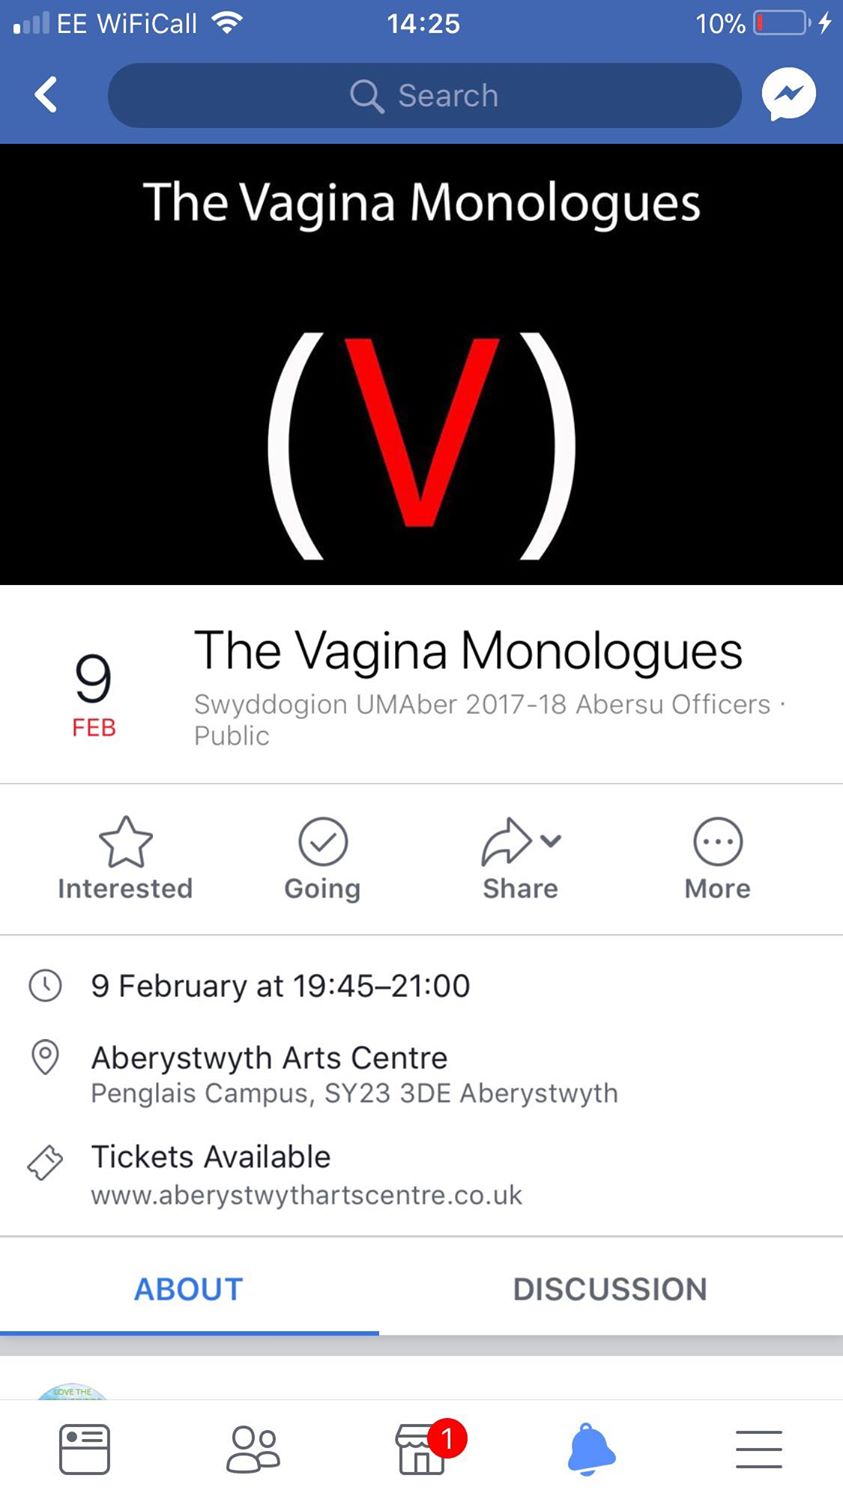 EE WiFiCall 14:25 10%
Search
The Vagina Monologues
(V)
9
FEB
The Vagina Monologues
Swyddogion UMAber 2017-18 Abersu Officers ·
Public
Interested Going Share More
9 February at 19:45–21:00
Aberystwyth Arts Centre
Penglais Campus, SY23 3DE Aberystwyth
Tickets Available
www.aberystwythartscentre.co.uk
ABOUT DISCUSSION
LOVE THE
1